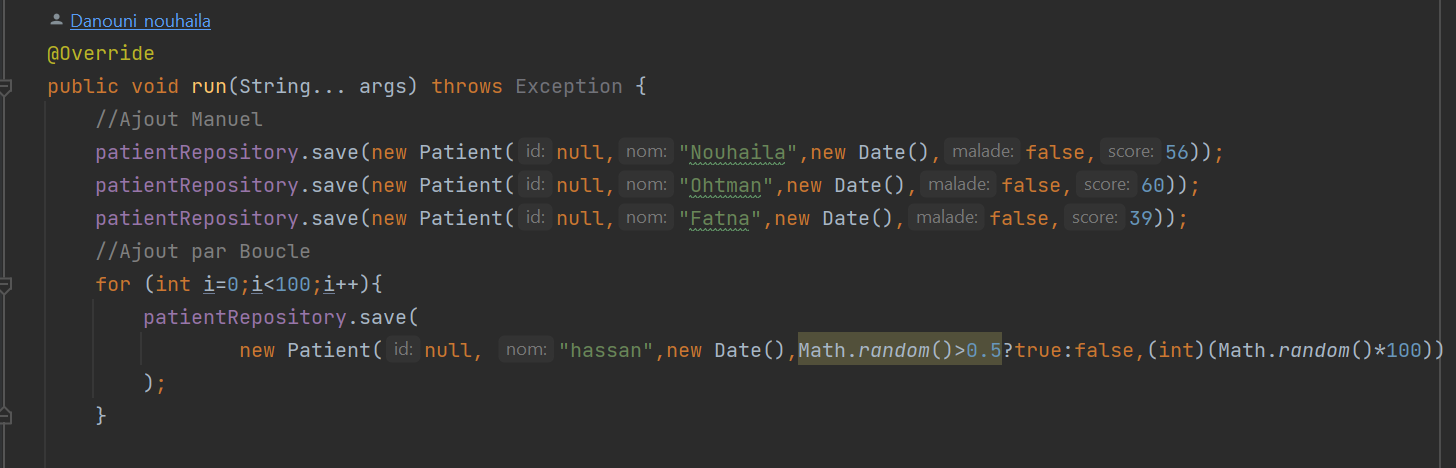 Danouni nouhaila
@Override
public void run(String... args) throws Exception {
//Ajout Manuel
patientRepository.save(new Patient( id: null, nom: "Nouhaila",new Date(), malade: false, score: 56));
patientRepository.save(new Patient( id: null, nom: "Ohtman",new Date(), malade: false, score: 60));
patientRepository.save(new Patient( id: null, nom: "Fatna",new Date(), malade: false, score: 39));
//Ajout par Boucle
for (int i=0;i<100;i++){
patientRepository.save(
new Patient( id: null, nom: "hassan",new Date(),Math.random()>0.5?true:false,(int)(Math.random()*100))
);
}